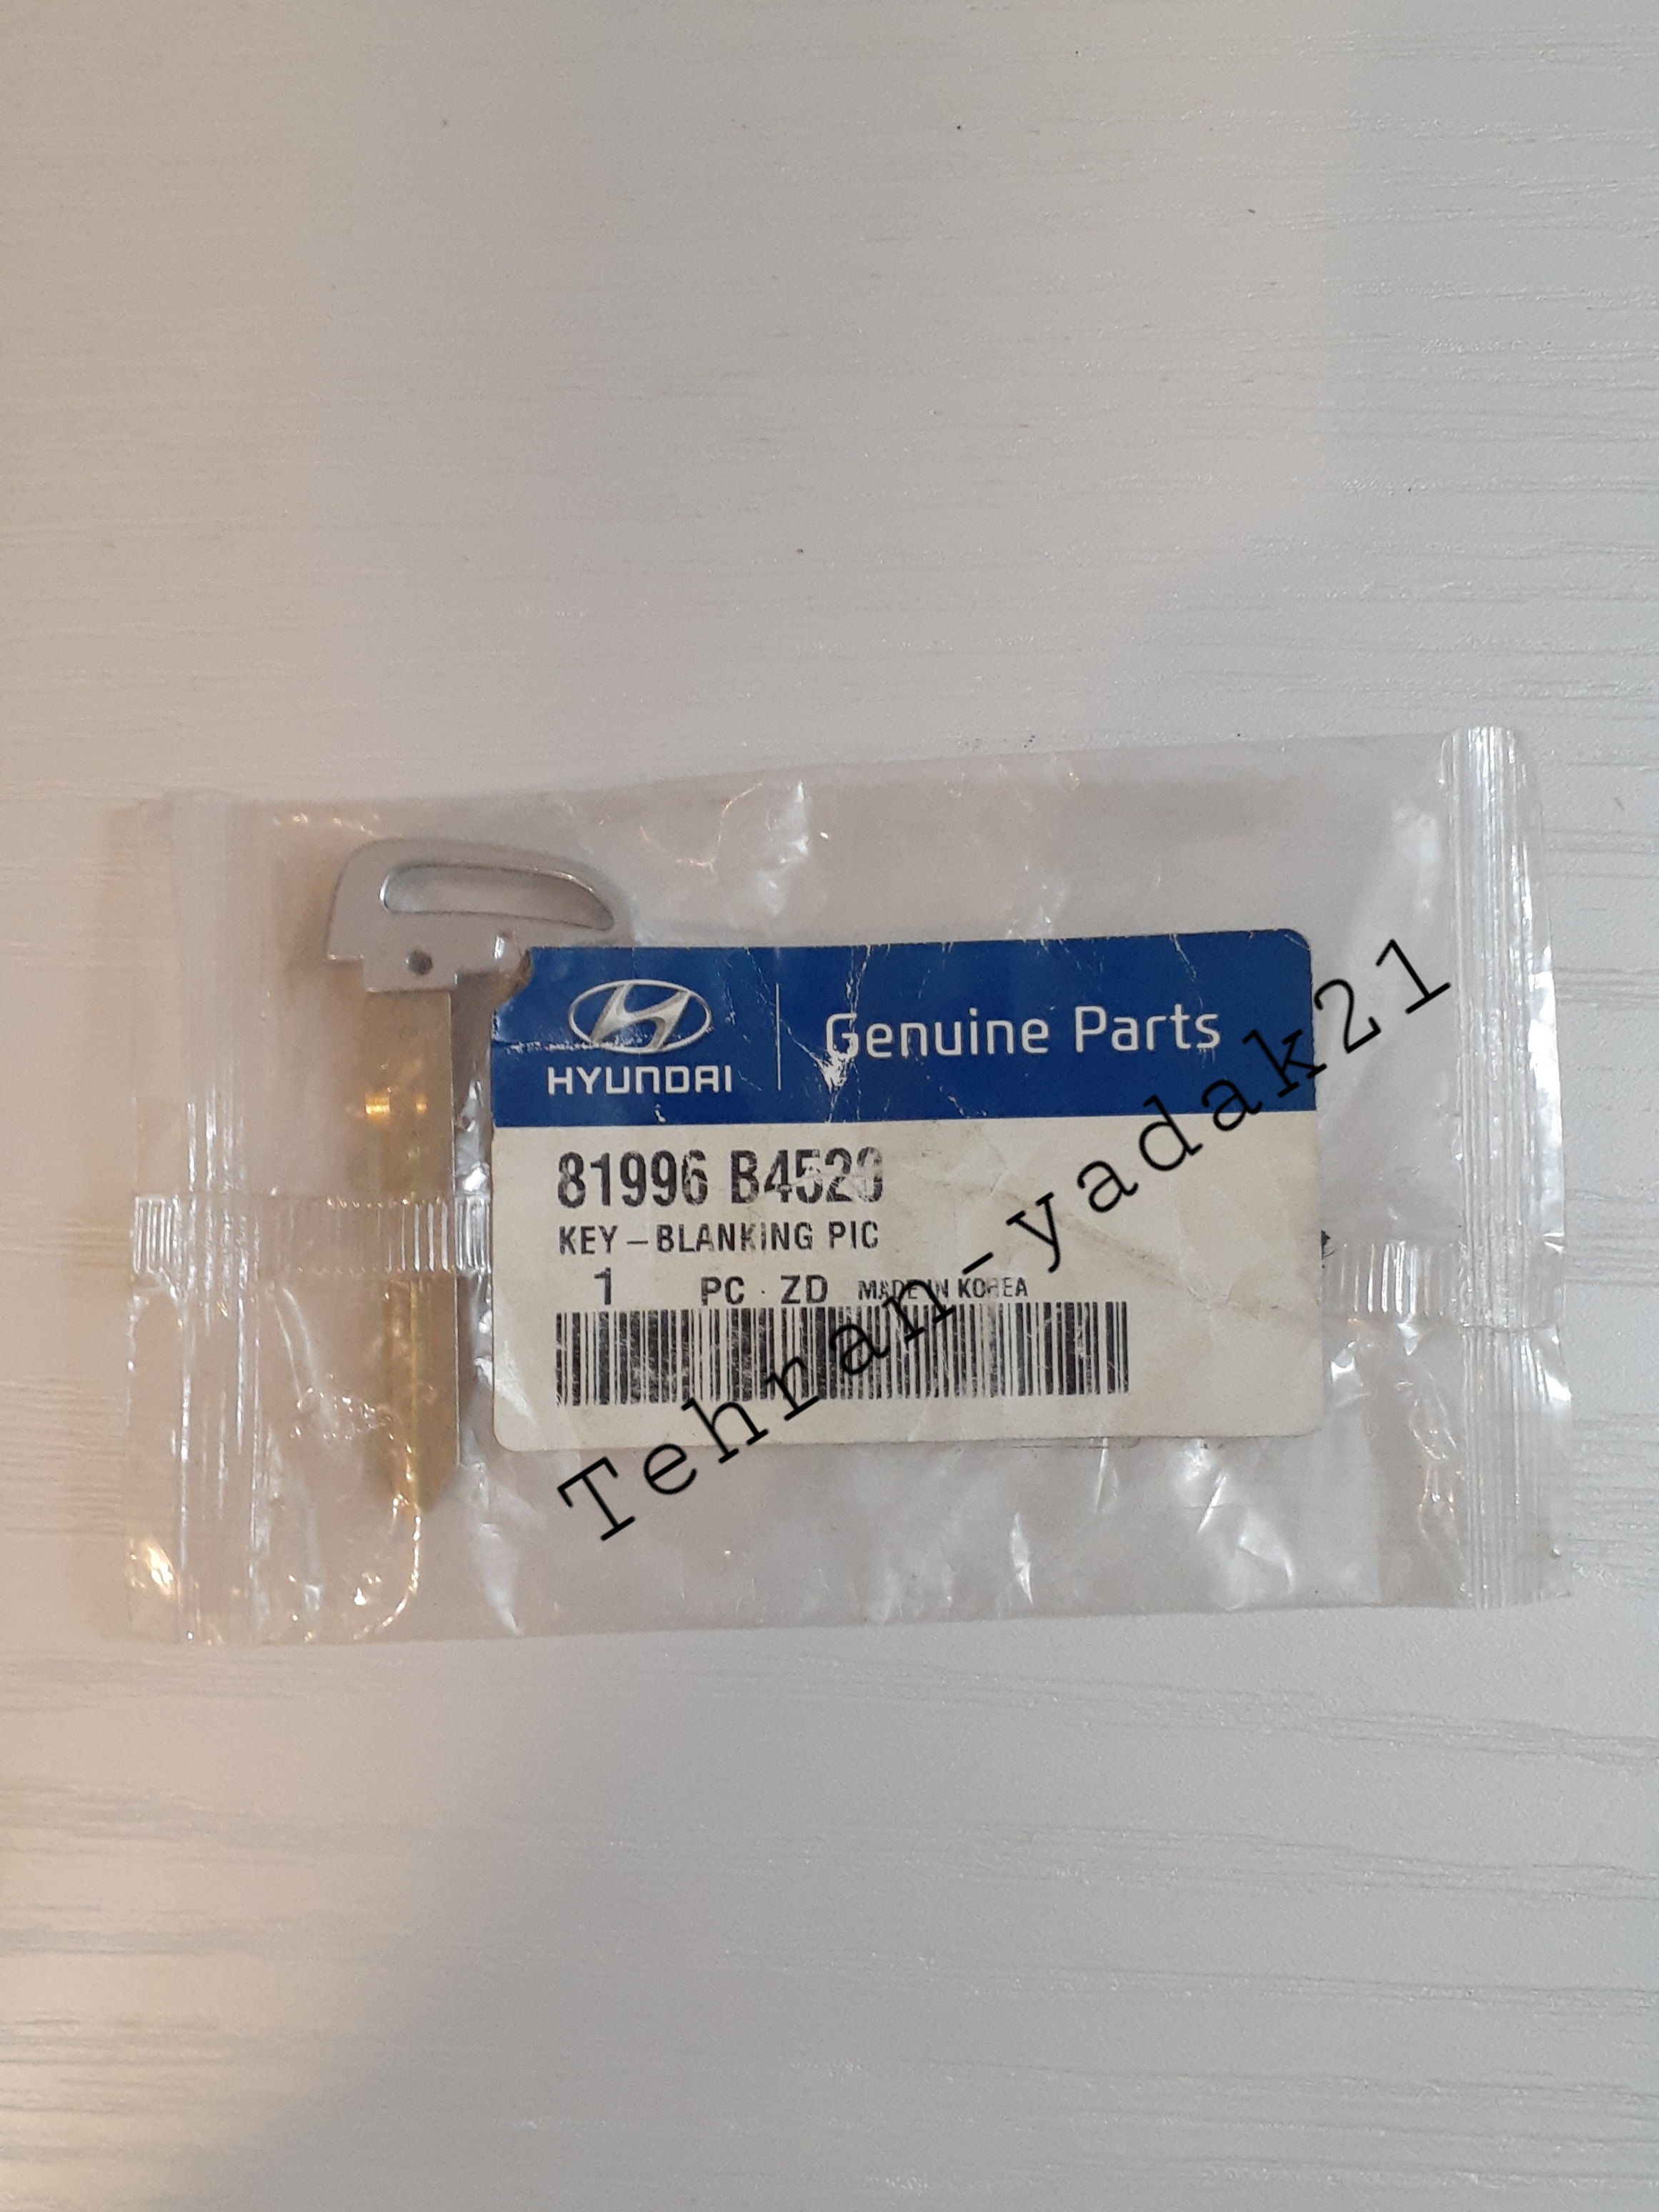 HYUNDAI
Genuine Parts
81996 B4520
KEY-BLANKING PIC
1 PC. ZD MADE IN KOREA
Tehran-yadak21